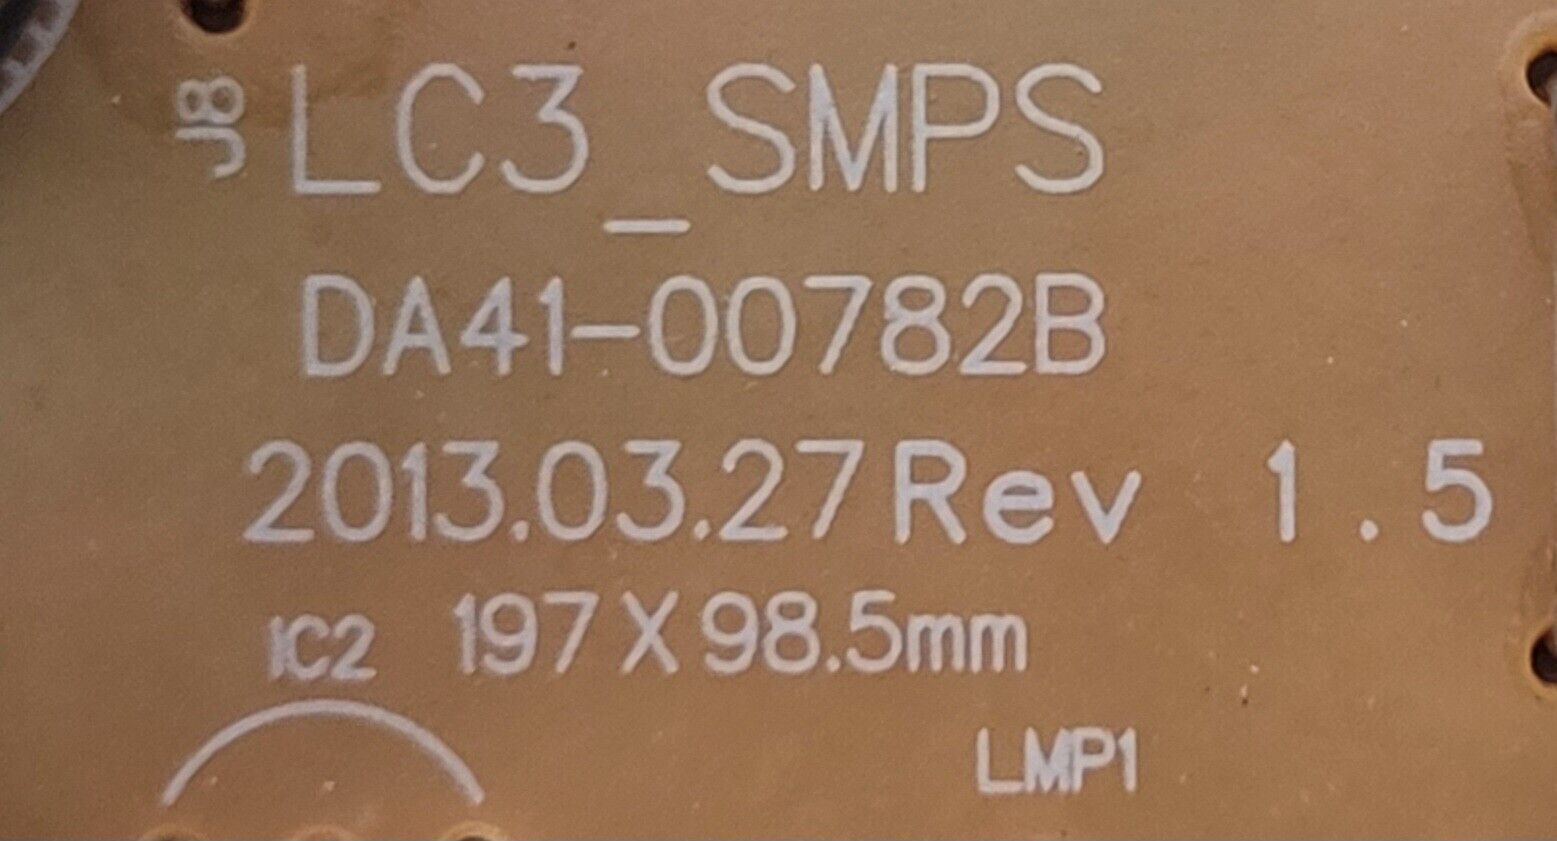 J8
LC3_SMPS
DA41-00782B
2013.03.27 Rev 1.5
IC2 197 X 98.5mm
LMP1